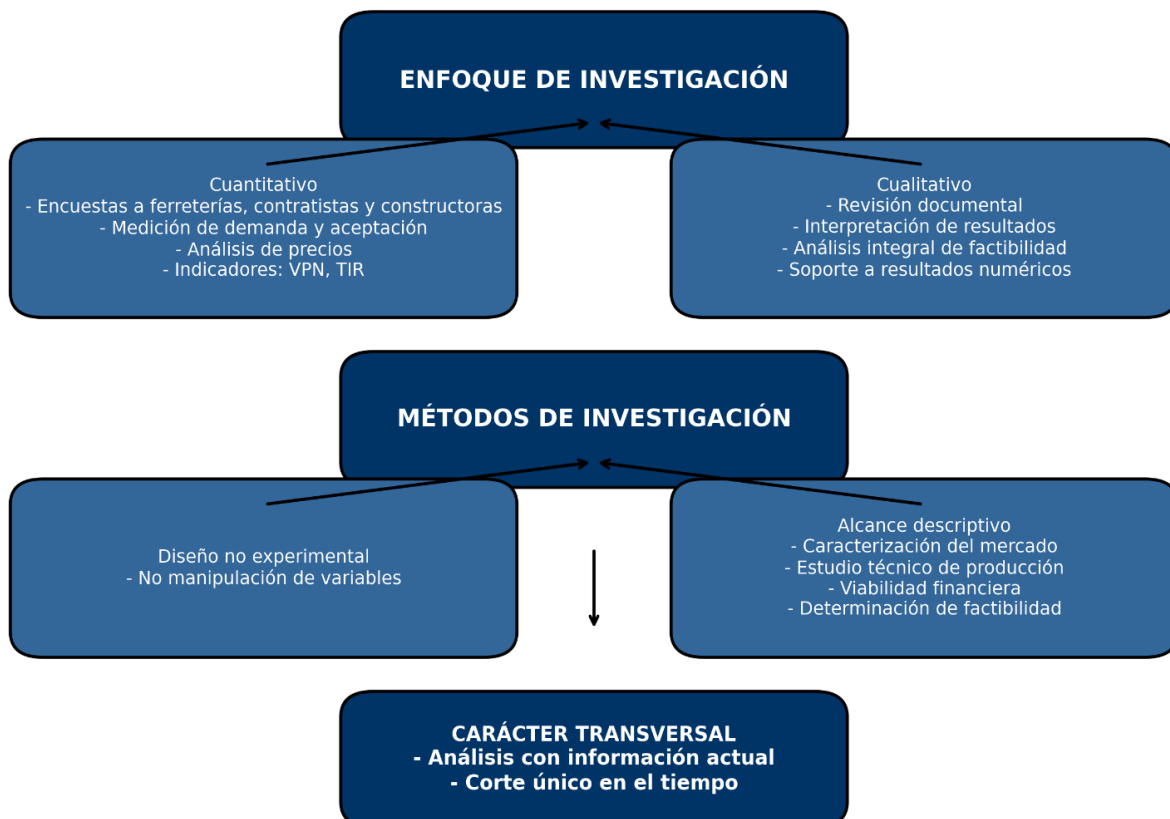 ENFOQUE DE INVESTIGACIÓN
Cuantitativo
- Encuestas a ferreterías, contratistas y constructoras
- Medición de demanda y aceptación
- Análisis de precios
- Indicadores: VPN, TIR
Cualitativo
- Revisión documental
- Interpretación de resultados
- Análisis integral de factibilidad
- Soporte a resultados numéricos
MÉTODOS DE INVESTIGACIÓN
Diseño no experimental
- No manipulación de variables
Alcance descriptivo
- Caracterización del mercado
- Estudio técnico de producción
- Viabilidad financiera
- Determinación de factibilidad
CARÁCTER TRANSVERSAL
- Análisis con información actual
- Corte único en el tiempo